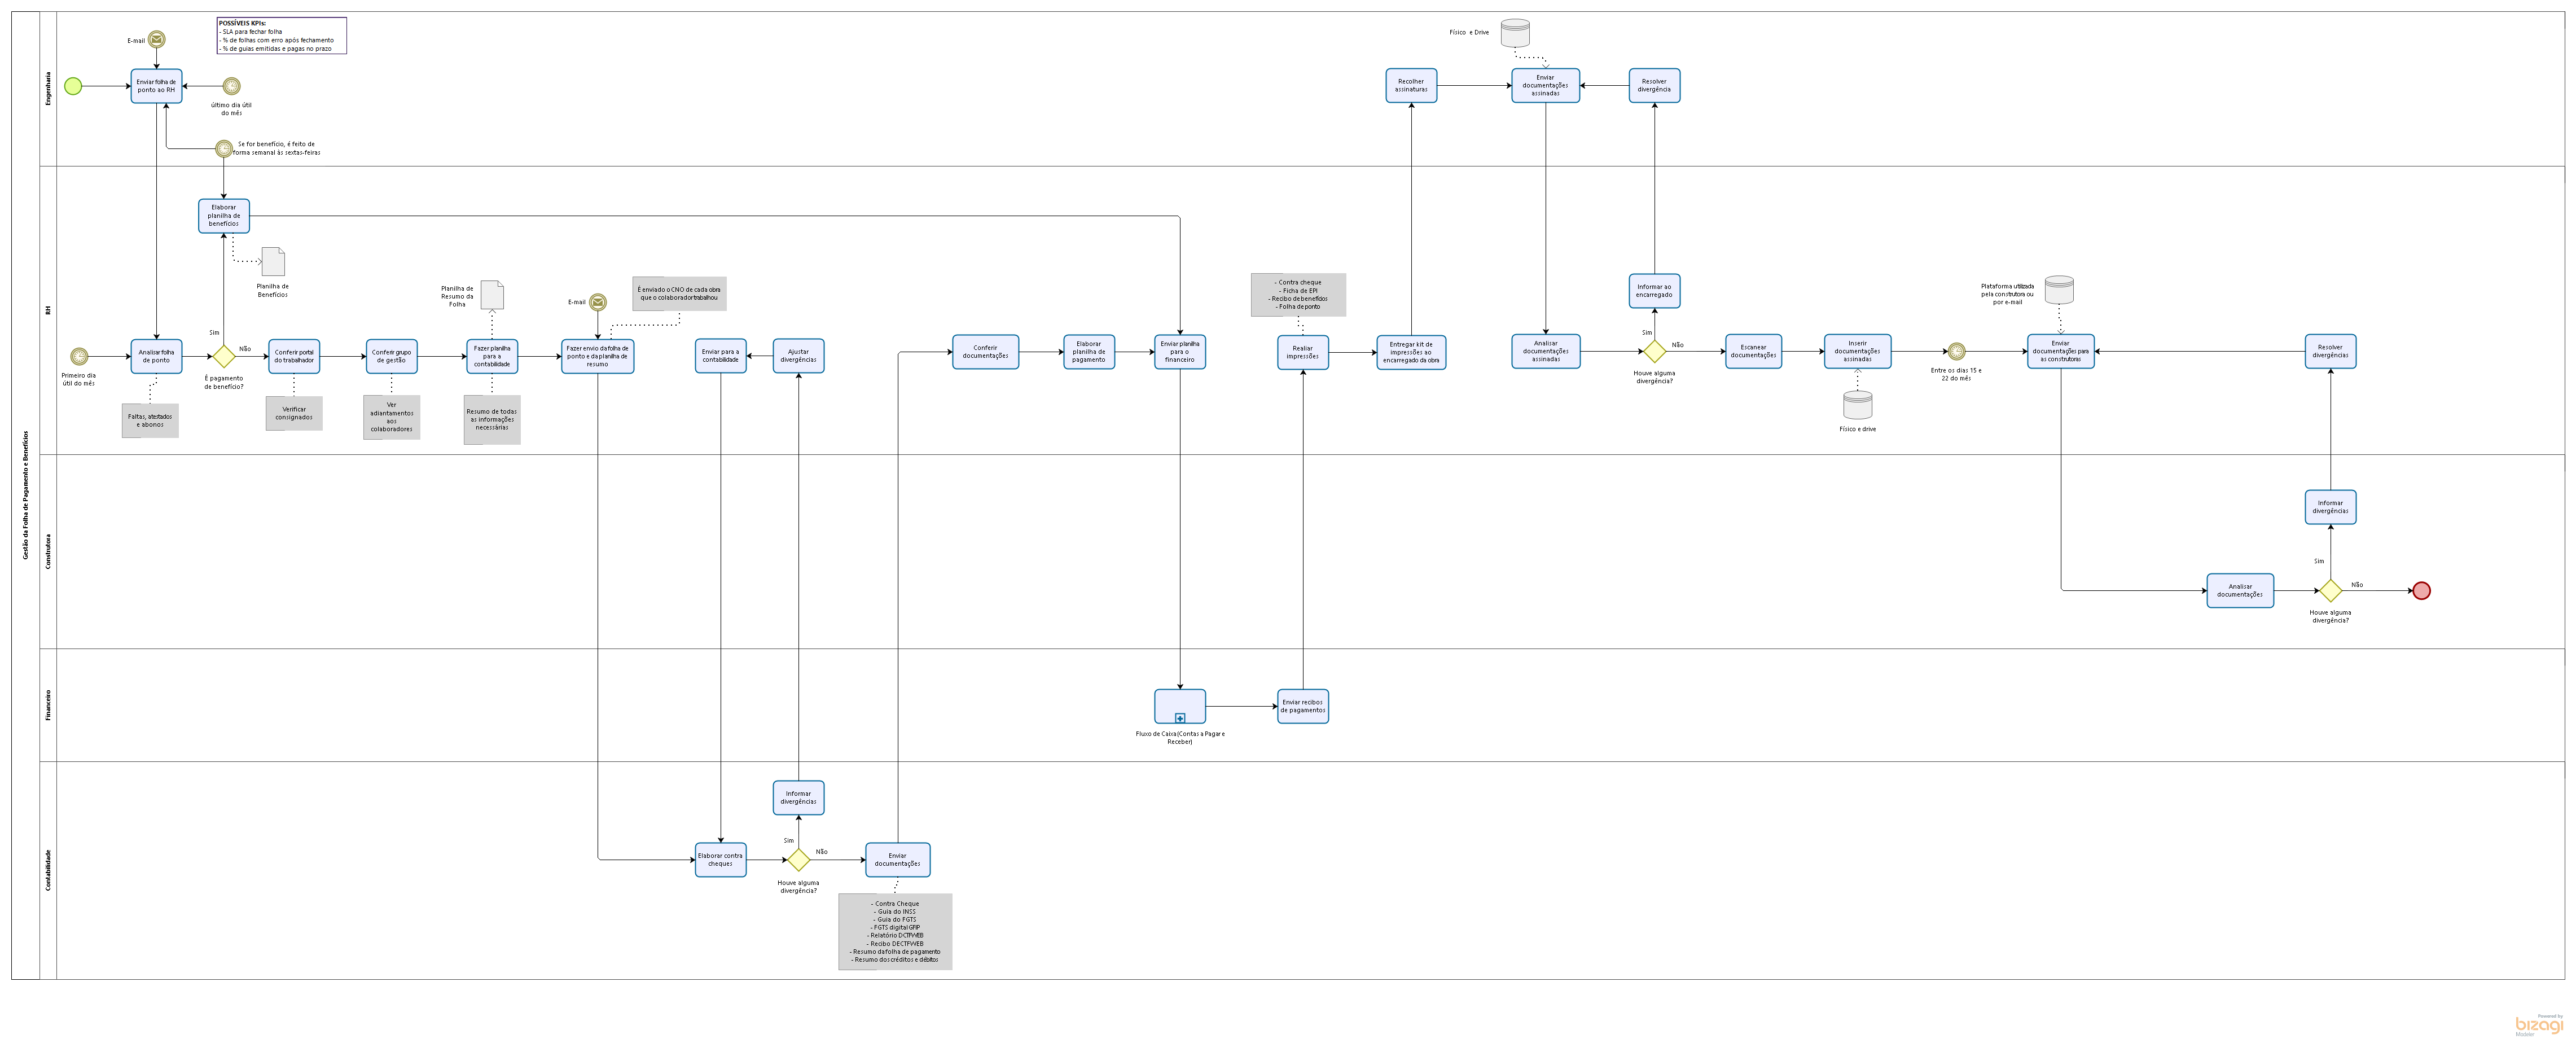 Gestão da Folha de Pagamento e Benefícios
Engenharia
E-mail
POSSÍVEIS KPIs:
- SLA para fechar folha
- % de folhas com erro após fechamento
- % de guias emitidas e pagas no prazo
Enviar folha de
ponto ao RH
último dia útil
do mês
Se for benefício, é feito de
forma semanal às sextas-feiras
Físico e Drive
Recolher
assinaturas
Enviar
documentações
assinadas
Resolver
divergência
RH
Elaborar
planilha de
benefícios
Planilha de
Benefícios
Primeiro dia
útil do mês
Analisar folha
de ponto
Faltas, atestados
e abonos
Sim
Não
É pagamento
de benefício?
Conferir portal
do trabalhador
Verificar
consignados
Conferir grupo
de gestão
Ver
adiantamentos
aos
colaboradores
Planilha de
Resumo da
Folha
Fazer planilha
para a
contabilidade
Resumo de todas
as informações
necessárias
E-mail
É enviado o CNO de cada obra
que o colaborador trabalhou
Fazer envio da folha de
ponto e da planilha de
resumo
Enviar para a
contabilidade
Ajustar
divergências
Conferir
documentações
Elaborar
planilha de
pagamento
Enviar planilha
para o
financeiro
- Contra cheque
- Ficha de EPI
- Recibo de benefícios
- Folha de ponto
Realiar
impressões
Entregar kit de
impressões ao
encarregado da obra
Analisar
documentações
assinadas
Informar ao
encarregado
Sim
Não
Houve alguma
divergência?
Escanear
documentações
Inserir
documentações
assinadas
Físico e drive
Entre os dias 15 e
22 do mês
Plataforma utilizada
pela construtora ou
por e-mail
Enviar
documentações para
as construtoras
Resolver
divergências
Construtora
Informar
divergências
Sim
Analisar
documentações
Não
Houve alguma
divergência?
Financeiro
Fluxo de Caixa (Contas a Pagar e
Receber)
Enviar recibos
de pagamentos
Contabilidade
Informar
divergências
Sim
Elaborar contra
cheques
Não
Houve alguma
divergência?
Enviar
documentações
- Contra Cheque
- Guia do INSS
- Guia do FGTS
- FGTS digital GFIP
- Relatório DCTFWEB
- Recibo DECTFWEB
- Resumo da folha de pagamento
- Resumo dos créditos e débitos
Powered by
bizagi
Modeler